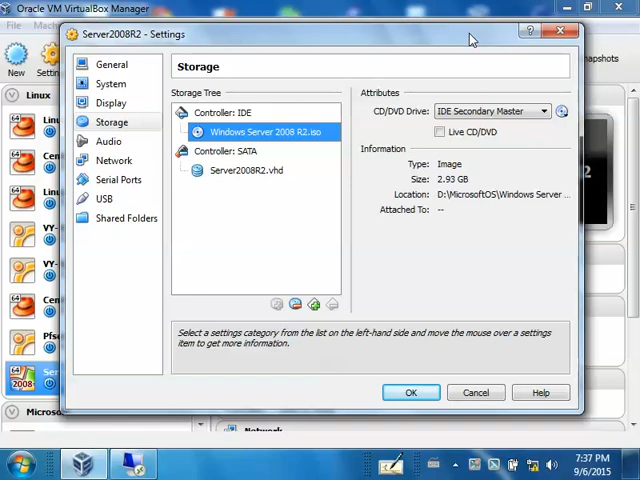 Oracle VM VirtualBox Manager
File
Server2008R2 - Settings
New
General
System
Display
Storage
Audio
Network
Serial Ports
USB
Shared Folders
Storage
Storage Tree
Controller: IDE
Windows Server 2008 R2.iso
Controller: SATA
Server2008R2.vhd
Attributes
CD/DVD Drive: IDE Secondary Master
Live CD/DVD
Information
Type: Image
Size: 2.93 GB
Location: D:\MicrosoftOS\Windows Server ...
Attached To: --
Select a settings category from the list on the left-hand side and move the mouse over a settings
item to get more information.
OK
Cancel
Help
Linux
64
2008
Network
7:37 PM
9/6/2015